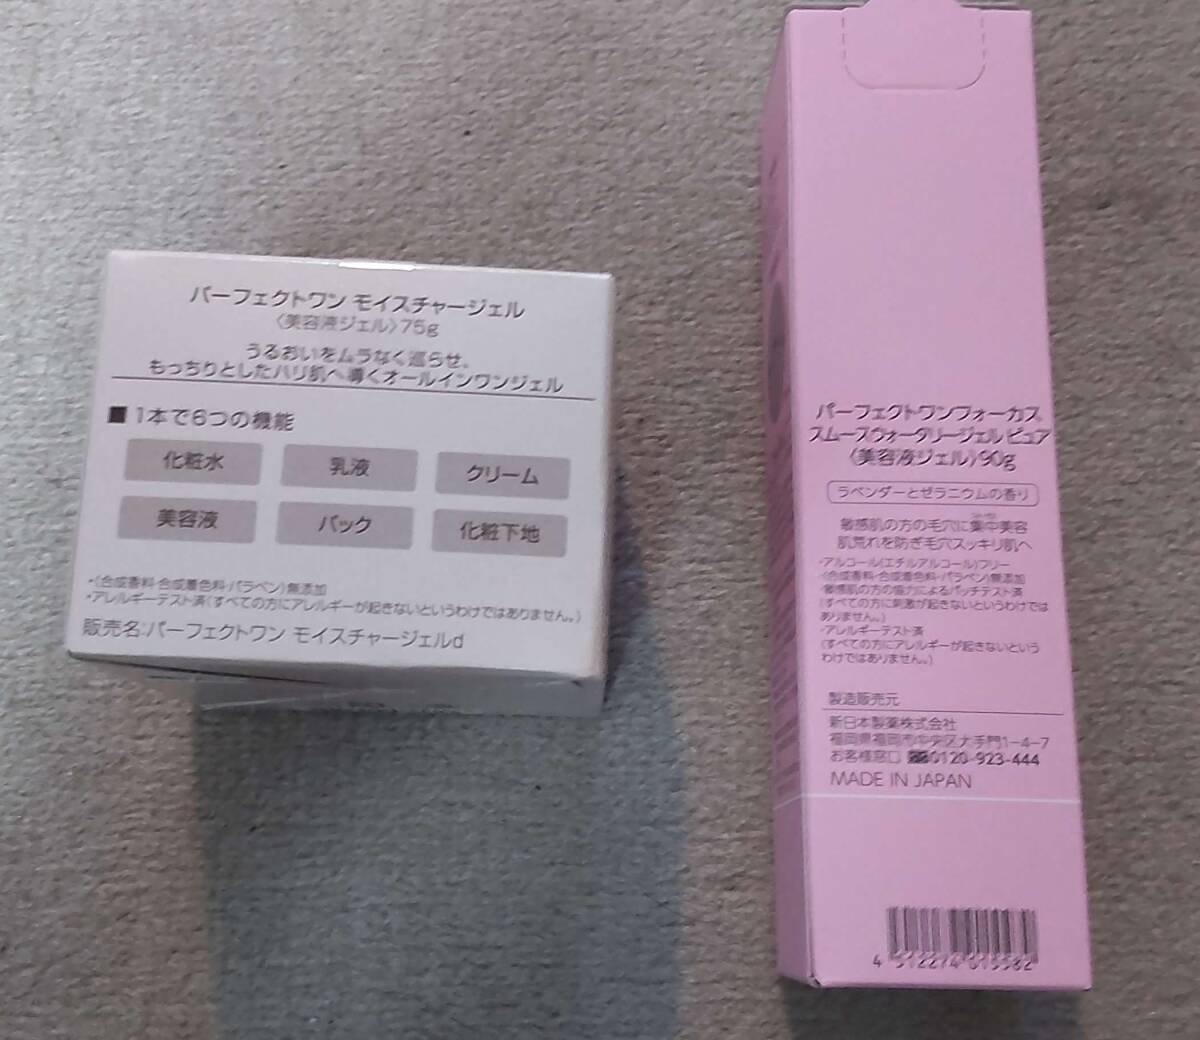 パーフェクトワン モイスチャージェル
〈美容液ジェル〉75g
うるおいをムラなく巡らせ、
もっちりとしたハリ肌へ導くオールインワンジェル
■ 1本で6つの機能
化粧水 乳液 クリーム
美容液 パック 化粧下地
・(合成香料・合成着色料・パラベン)無添加
・アレルギーテスト済(すべての方にアレルギーが起きないというわけではありません。)
販売名:パーフェクトワン モイスチャージェルd
パーフェクトワンフォーカス
スムースウォータリージェル ピュア
〈美容液ジェル〉90g
ラベンダーとゼラニウムの香り
敏感肌の方の毛穴に集中美容
肌荒れを防ぎ毛穴スッキリ肌へ
・アルコール(エチルアルコール)フリー
・(合成香料・合成着色料・パラベン)無添加
・敏感肌の方の協力によるパッチテスト済
(すべての方に刺激が起きないというわけでは
ありません。)
・アレルギーテスト済
(すべての方にアレルギーが起きないという
わけではありません。)
製造販売元
新日本製薬株式会社
福岡県福岡市中央区大手門1-4-7
お客様窓口 0120-923-444
MADE IN JAPAN
4 512274 015582